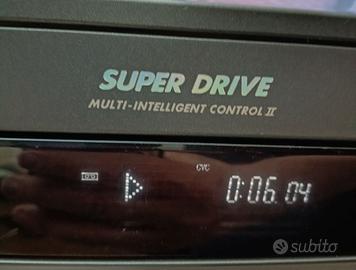 SUPER DRIVE
MULTI-INTELLIGENT CONTROL II
CVC
0:06.04
subito